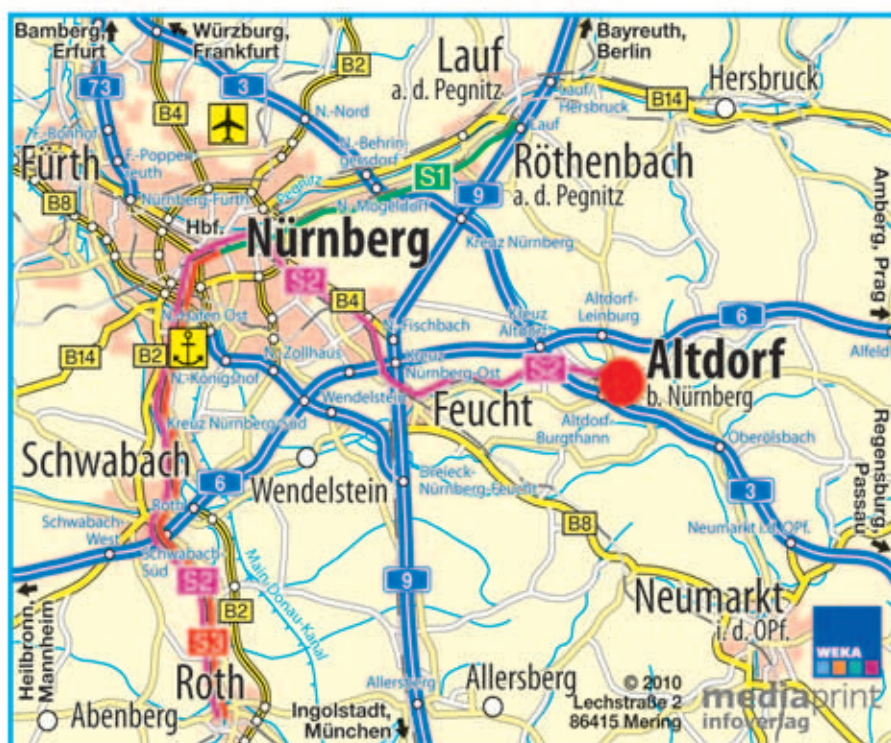 Bamberg,
Erfurt
Würzburg,
Frankfurt
B2
Lauf
a. d. Pegnitz
Bayreuth,
Berlin
Hersbruck
73
3
B4
N.-Nord
Lauf/
Hersbruck
B14
F.-Bonhof
N.-Behrin-
gersdorf
Lauf
Fürth
F.-Poppen-
reuth
Pegnitz
S1
Röthenbach
a. d. Pegnitz
9
Amberg, Prag
B8
Nürnberg-Fürth
N.-Mögeldorf
Hbf.
Nürnberg
Kreuz Nürnberg
S2
B4
N.-Hafen Ost
N.-Fischbach
Kreuz
Altdorf
Altdorf-
Leinburg
6
B14
B2
N.-Zollhaus
Kreuz
Nürnberg-Ost
S2
Altdorf
b. Nürnberg
Alfeld
N.-Königshof
Wendelstein
Feucht
Altdorf-
Burgthann
Kreuz Nürnberg-Süd
Oberölsbach
Regensburg,
Passau
Schwabach
6
Wendelstein
Dreieck
Nürnberg-Feucht
3
Roth
Schwabach-
West
B8
Neumarkt i.d. OPf.
Schwabach-
Süd
S2
Main-Donau-Kanal
9
B2
Neumarkt
i. d. OPf.
WEKA
Heilbronn,
Mannheim
S3
Roth
Allersberg
Allersberg
© 2010
Lechstraße 2
86415 Mering
mediaprint
infoverlag
Abenberg
Ingolstadt,
München